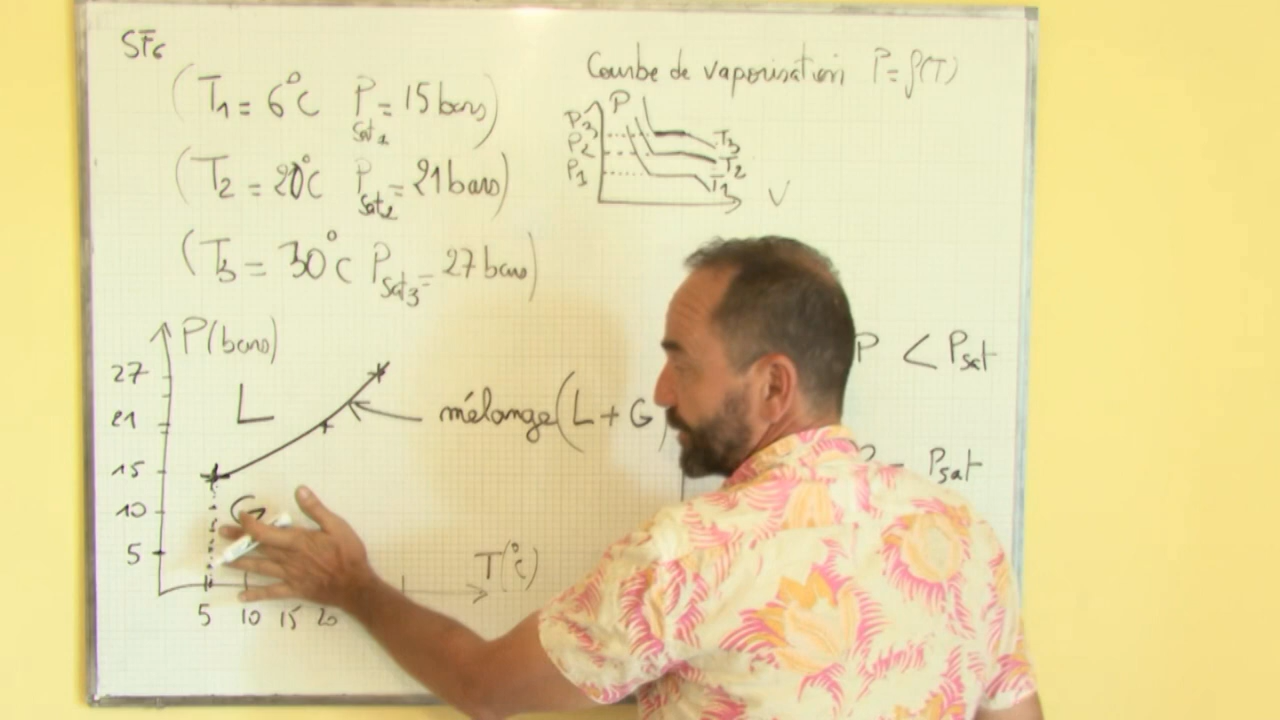 SF6
(T1 = 6°C Psat1 = 15 bars)
(T2 = 20°C Psat2 = 21 bars)
(T3 = 30°C Psat3 = 27 bars)
Courbe de vaporisation P = f(T)
P
P3
P2
P1
T3
T2
T1
V
P(bars)
27
21
15
10
5
L
G
mélange (L + G)
T(°C)
5 10 15 20
P < Psat
Psat